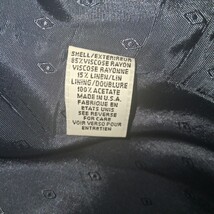 SHELL/EXTERIEUR
85% VISCOSE RAYON
VISCOSE RAYONNE
15% LINEN/LIN
LINING/DOUBLURE
100% ACETATE
MADE IN U.S.A.
FABRIQUE EN
ETATS UNIS
SEE REVERSE
FOR CARE
VOIR VERSO POUR
ENTRETIEN